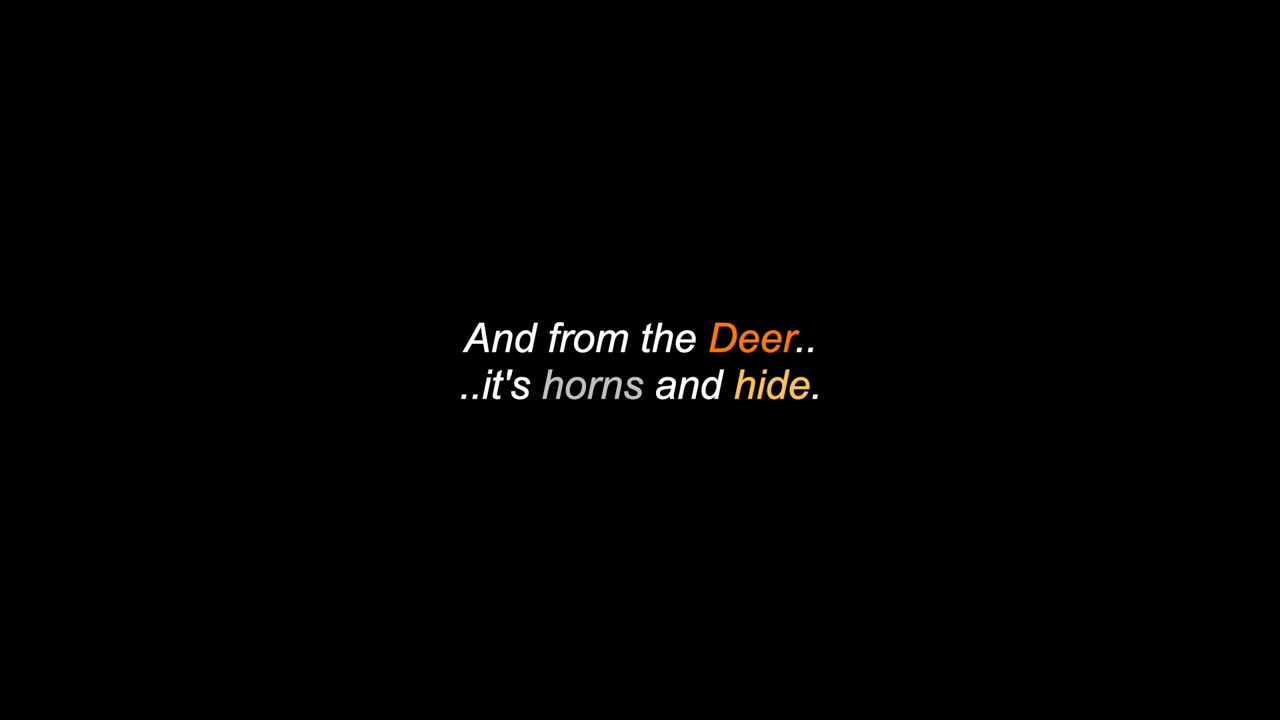 And from the Deer..
..it's horns and hide.